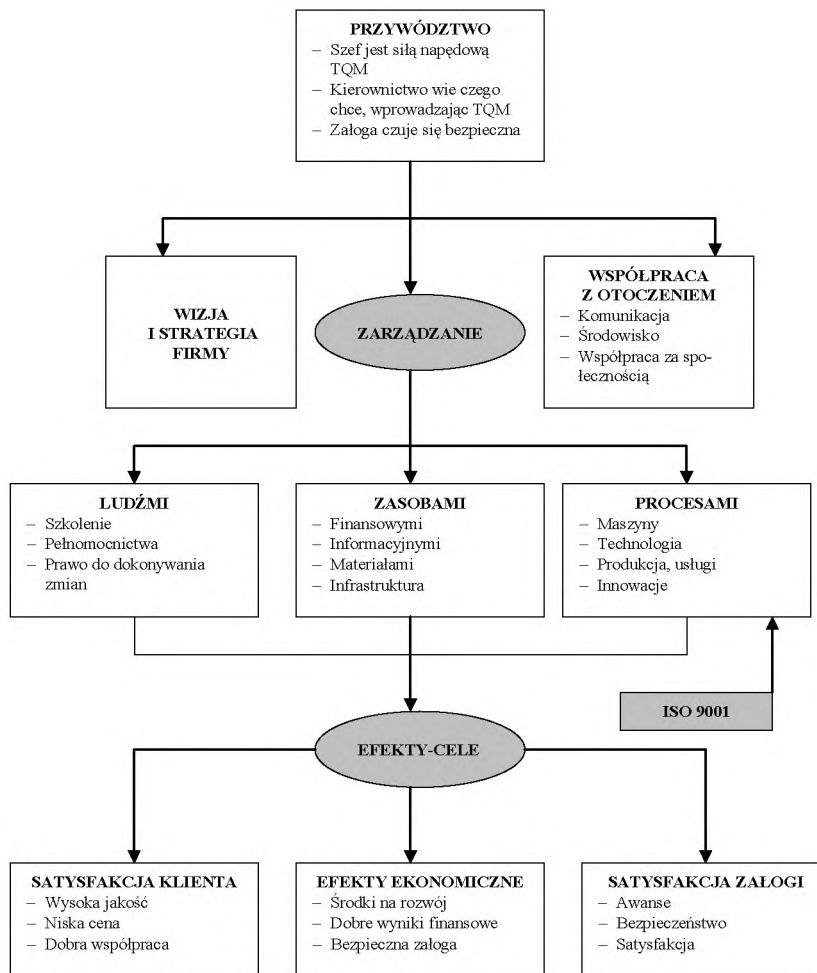 PRZYWÓDZTWO
– Szef jest siłą napędową
TQM
– Kierownictwo wie czego
chce, wprowadzając TQM
– Załoga czuje się bezpieczna
WIZJA
I STRATEGIA
FIRMY
ZARZĄDZANIE
WSPÓŁPRACA
Z OTOCZENIEM
– Komunikacja
– Środowisko
– Współpraca za spo-
łecznością
LUDŹMI
– Szkolenie
– Pełnomocnictwa
– Prawo do dokonywania
zmian
ZASOBAMI
– Finansowymi
– Informacyjnymi
– Materiałami
– Infrastruktura
PROCESAMI
– Maszyny
– Technologia
– Produkcja, usługi
– Innowacje
ISO 9001
EFEKTY-CELE
SATYSFAKCJA KLIENTA
– Wysoka jakość
– Niska cena
– Dobra współpraca
EFEKTY EKONOMICZNE
– Środki na rozwój
– Dobre wyniki finansowe
– Bezpieczna załoga
SATYSFAKCJA ZAŁOGI
– Awanse
– Bezpieczeństwo
– Satysfakcja